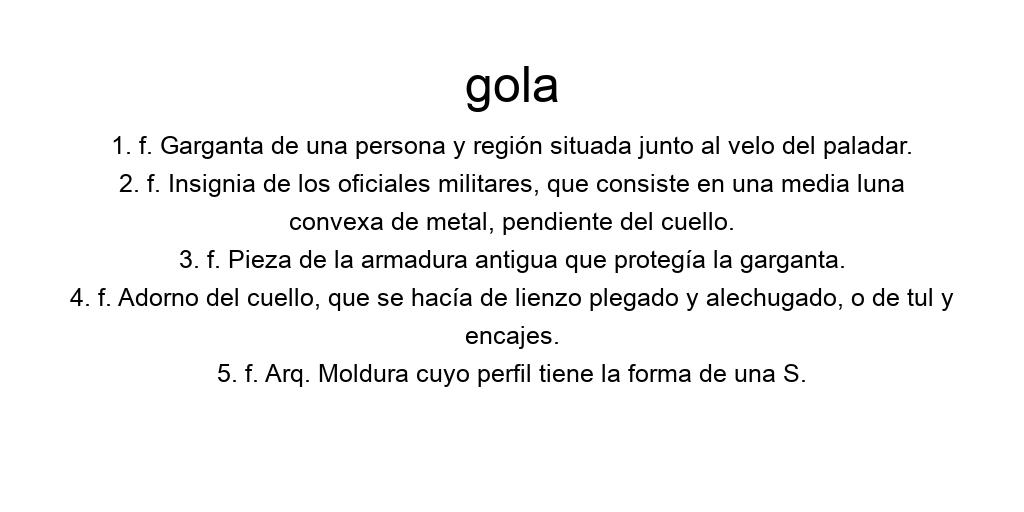 gola
1. f. Garganta de una persona y región situada junto al velo del paladar.
2. f. Insignia de los oficiales militares, que consiste en una media luna
convexa de metal, pendiente del cuello.
3. f. Pieza de la armadura antigua que protegía la garganta.
4. f. Adorno del cuello, que se hacía de lienzo plegado y alechugado, o de tul y
encajes.
5. f. Arq. Moldura cuyo perfil tiene la forma de una S.